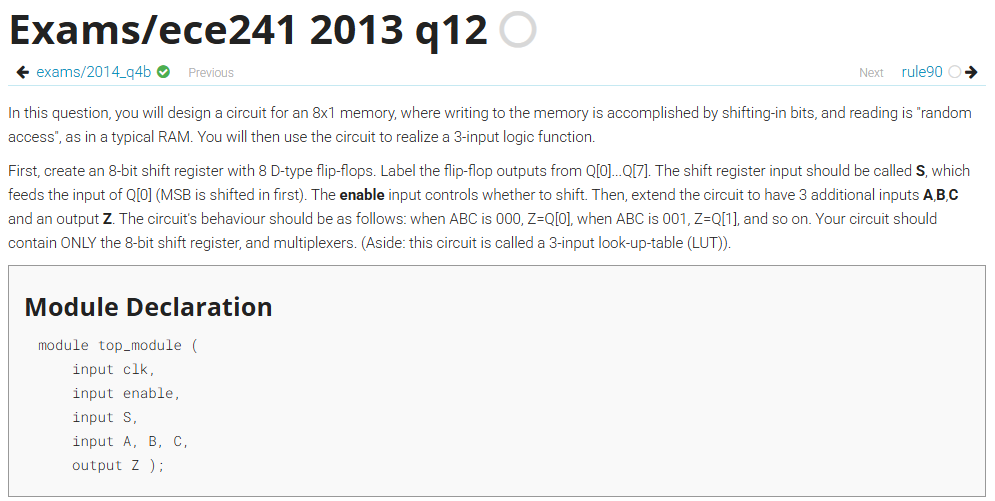 Exams/ece241 2013 q12
exams/2014_q4b Previous Next rule90
In this question, you will design a circuit for an 8x1 memory, where writing to the memory is accomplished by shifting-in bits, and reading is "random
access", as in a typical RAM. You will then use the circuit to realize a 3-input logic function.
First, create an 8-bit shift register with 8 D-type flip-flops. Label the flip-flop outputs from Q[0]...Q[7]. The shift register input should be called S, which
feeds the input of Q[0] (MSB is shifted in first). The enable input controls whether to shift. Then, extend the circuit to have 3 additional inputs A,B,C
and an output Z. The circuit's behaviour should be as follows: when ABC is 000, Z=Q[0], when ABC is 001, Z=Q[1], and so on. Your circuit should
contain ONLY the 8-bit shift register, and multiplexers. (Aside: this circuit is called a 3-input look-up-table (LUT)).
Module Declaration
module top_module (
input clk,
input enable,
input S,
input A, B, C,
output Z );